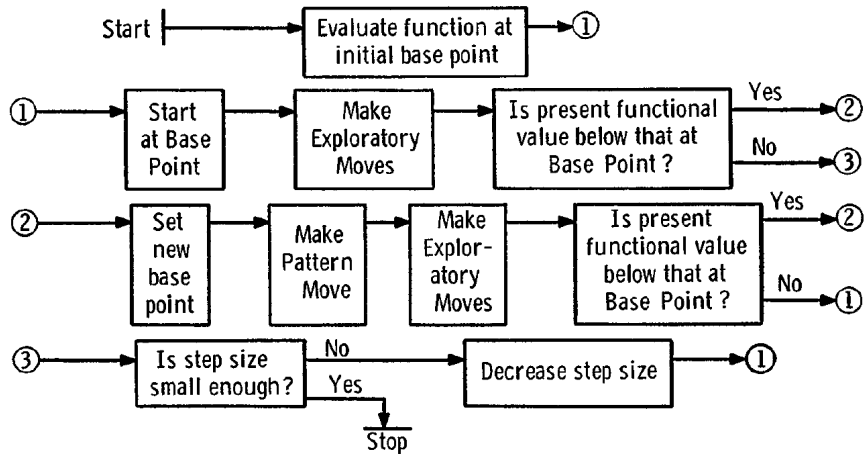 Start
Evaluate function at
initial base point
①
①
Start
at Base
Point
Make
Exploratory
Moves
Is present functional
value below that at
Base Point ?
Yes
②
No
③
②
Set
new
base
point
Make
Pattern
Move
Make
Explor-
atory
Moves
Is present
functional value
below that at
Base Point ?
Yes
②
No
①
③
Is step size
small enough?
No
Yes
Stop
Decrease step size
①